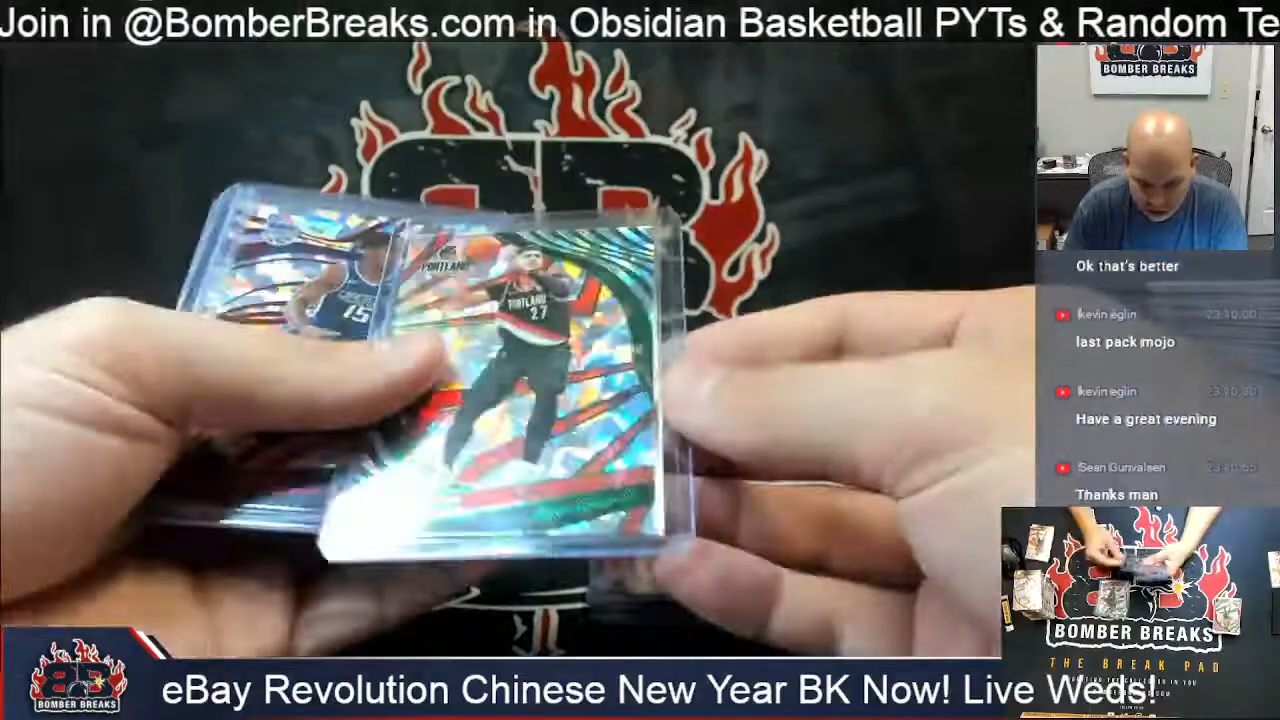 Join in @BomberBreaks.com in Obsidian Basketball PYTs & Random Te
BOMBER BREAKS
Ok that's better
kevin eglin
last pack mojo
kevin eglin
Have a great evening
Sean Gunvalsen
Thanks man
PORTLAND
PORTLAND
27
15
BOMBER BREAKS
THE BREAK PAD
BOMBER BREAKS
eBay Revolution Chinese New Year BK Now! Live Weds!